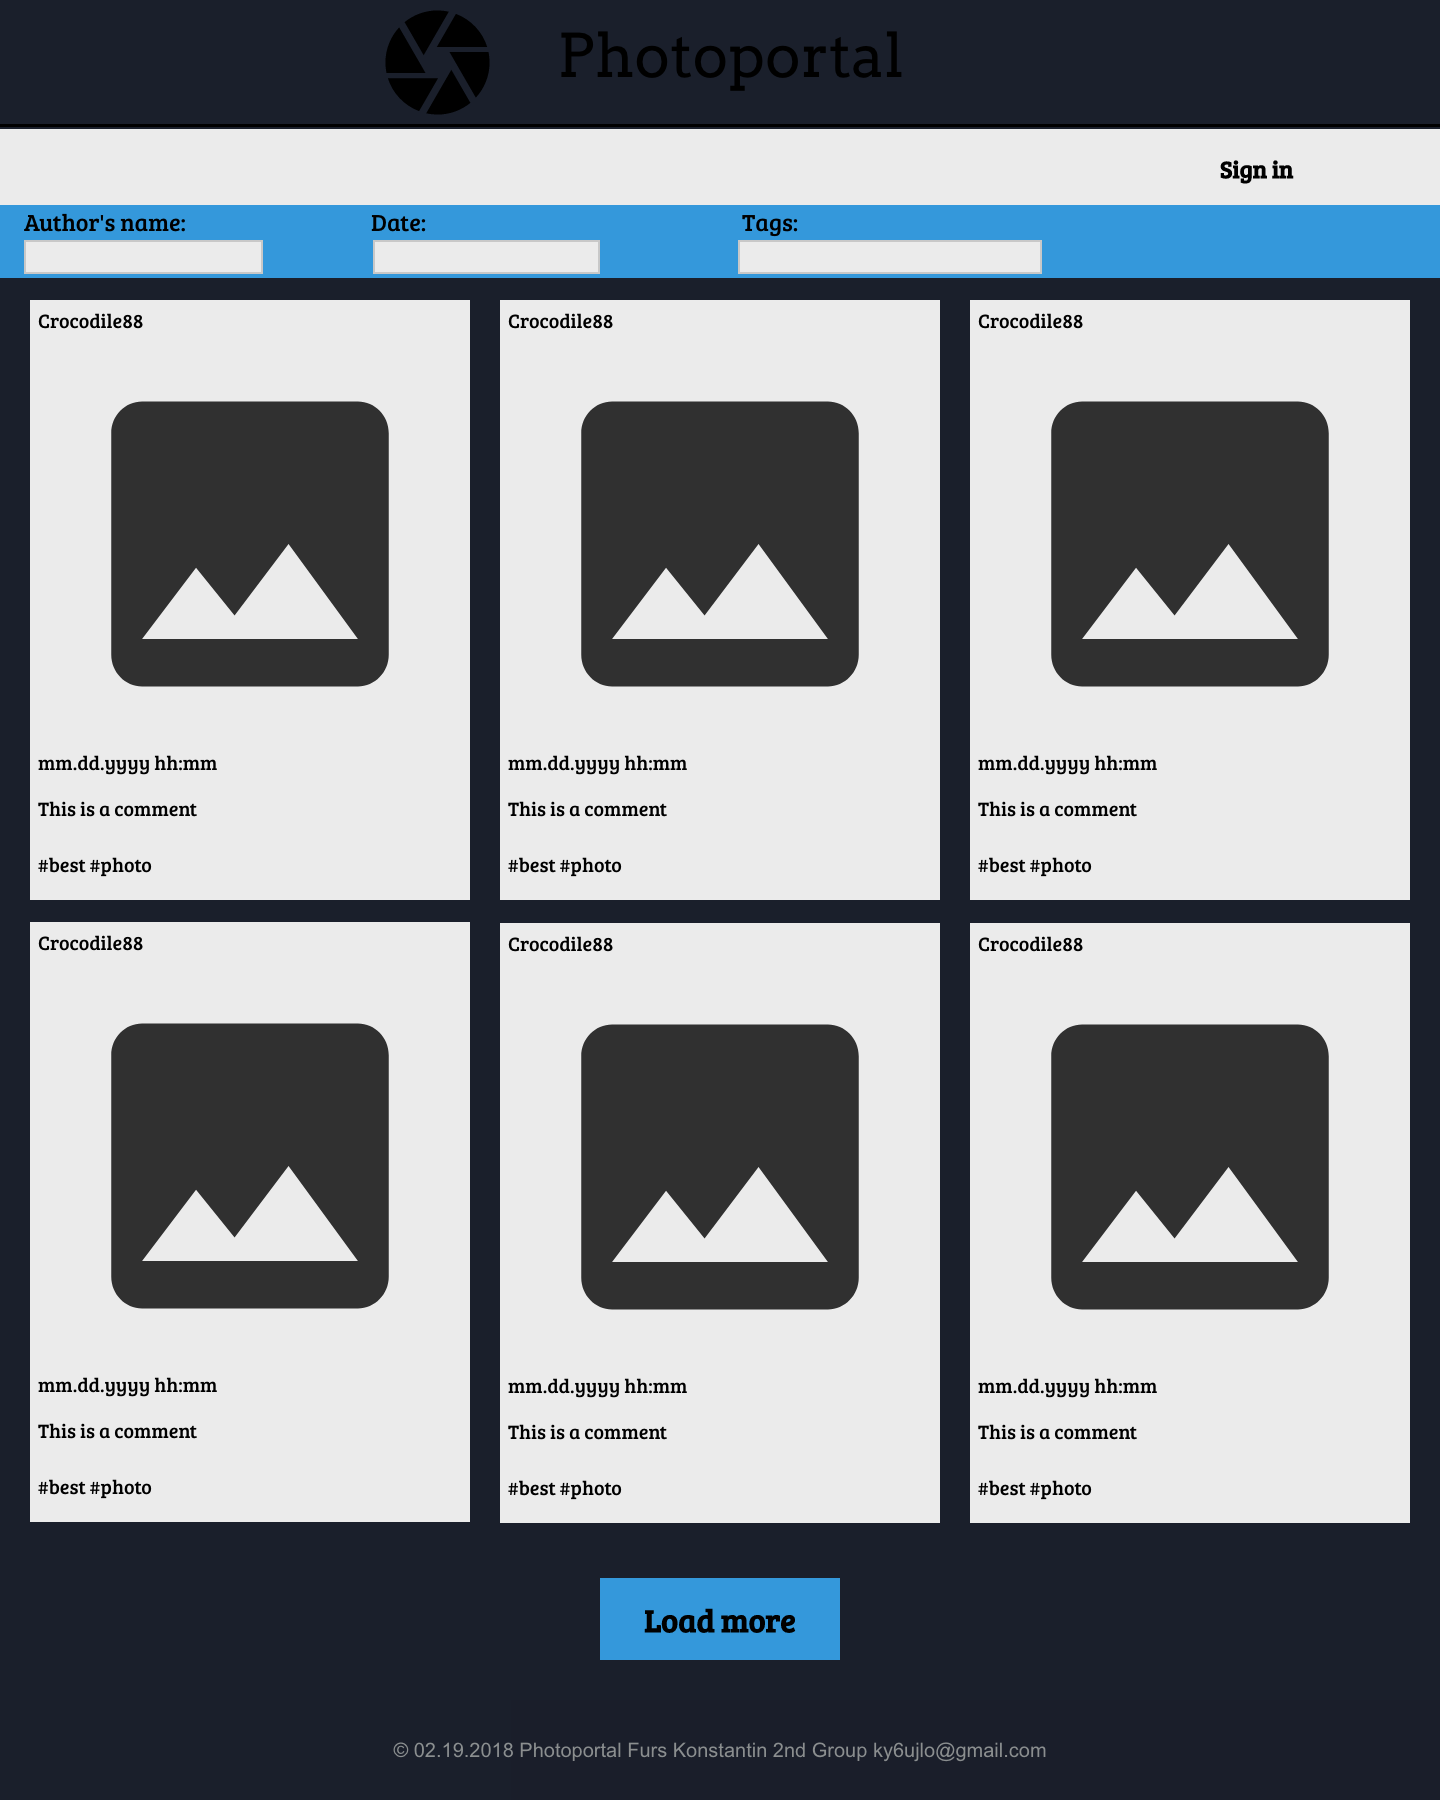 Photoportal
Sign in
Author's name: Date: Tags:
Crocodile88
mm.dd.yyyy hh:mm
This is a comment
#best #photo
Crocodile88
mm.dd.yyyy hh:mm
This is a comment
#best #photo
Crocodile88
mm.dd.yyyy hh:mm
This is a comment
#best #photo
Crocodile88
mm.dd.yyyy hh:mm
This is a comment
#best #photo
Crocodile88
mm.dd.yyyy hh:mm
This is a comment
#best #photo
Crocodile88
mm.dd.yyyy hh:mm
This is a comment
#best #photo
Load more
© 02.19.2018 Photoportal Furs Konstantin 2nd Group ky6ujlo@gmail.com